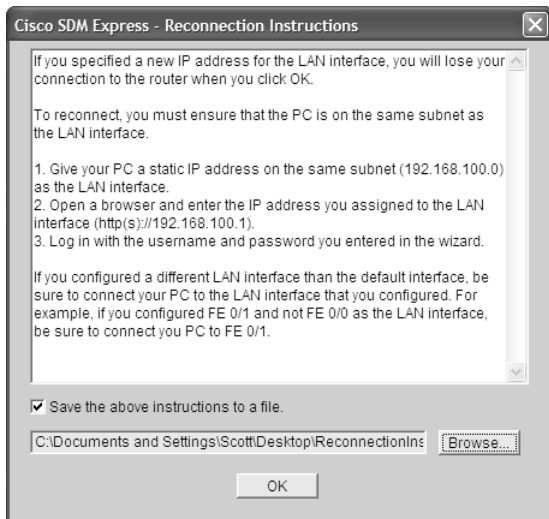 Cisco SDM Express - Reconnection Instructions
If you specified a new IP address for the LAN interface, you will lose your
connection to the router when you click OK.
To reconnect, you must ensure that the PC is on the same subnet as
the LAN interface.
1. Give your PC a static IP address on the same subnet (192.168.100.0)
as the LAN interface.
2. Open a browser and enter the IP address you assigned to the LAN
interface (http(s)://192.168.100.1).
3. Log in with the username and password you entered in the wizard.
If you configured a different LAN interface than the default interface, be
sure to connect your PC to the LAN interface that you configured. For
example, if you configured FE 0/1 and not FE 0/0 as the LAN interface,
be sure to connect you PC to FE 0/1.
Save the above instructions to a file.
C:\Documents and Settings\Scott\Desktop\ReconnectionIns
Browse...
OK